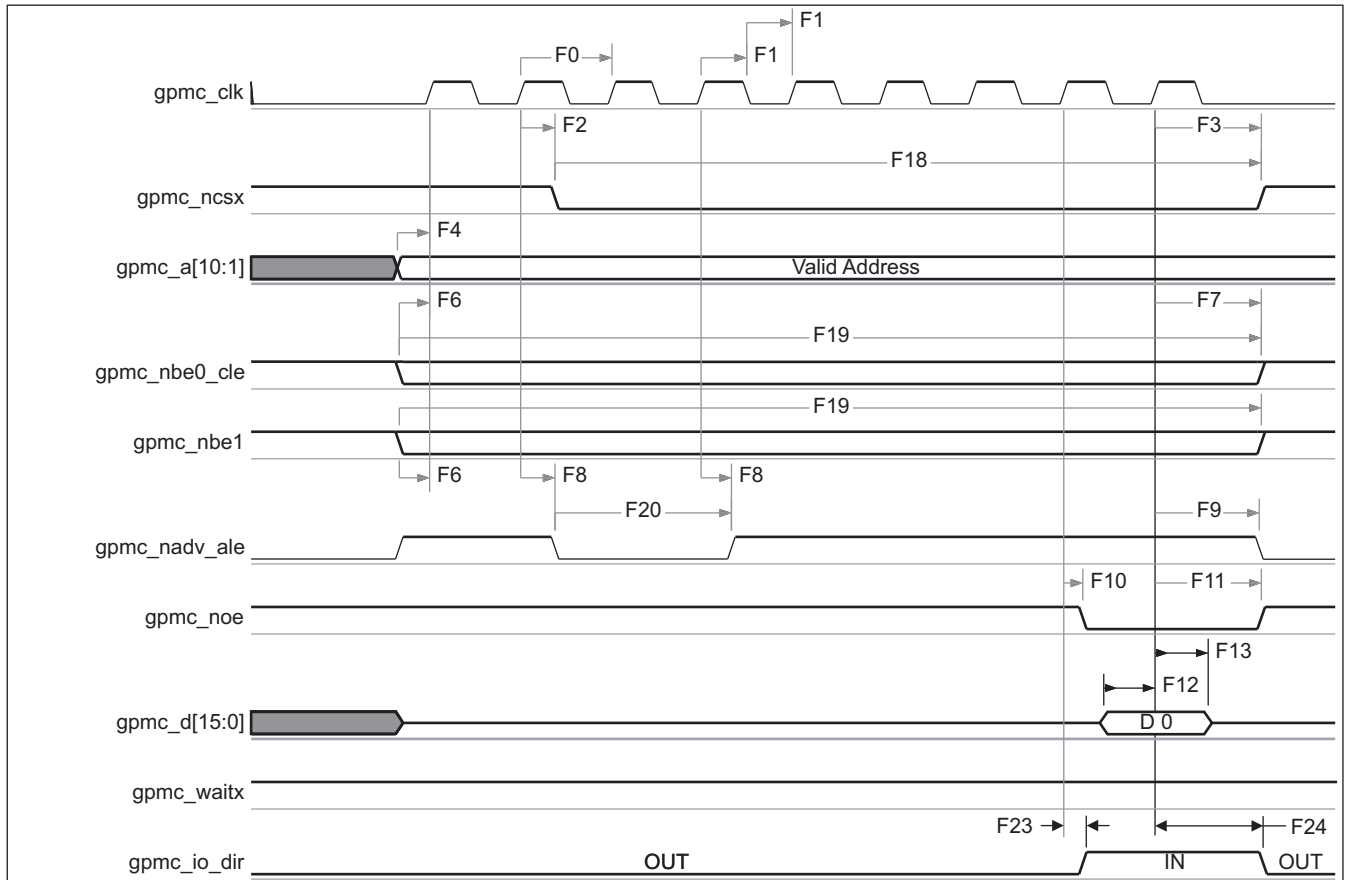 F1
F0 F1
gpmc_clk
F2 F3
F18
gpmc_ncsx
F4
gpmc_a[10:1] Valid Address
F6 F7
F19
gpmc_nbe0_cle
F19
gpmc_nbe1
F6 F8 F8
F20 F9
gpmc_nadv_ale
F10 F11
gpmc_noe
F13
F12
gpmc_d[15:0] D 0
gpmc_waitx
F23 F24
gpmc_io_dir OUT IN OUT